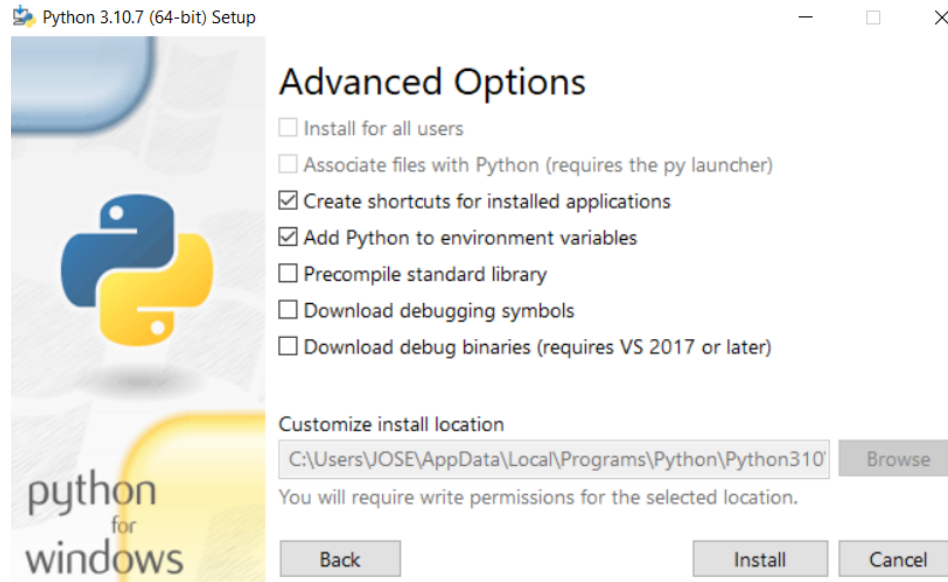 Python 3.10.7 (64-bit) Setup
Advanced Options
Install for all users
Associate files with Python (requires the py launcher)
Create shortcuts for installed applications
Add Python to environment variables
Precompile standard library
Download debugging symbols
Download debug binaries (requires VS 2017 or later)
Customize install location
C:\Users\JOSE\AppData\Local\Programs\Python\Python310
Browse
You will require write permissions for the selected location.
python
for
windows
Back
Install
Cancel